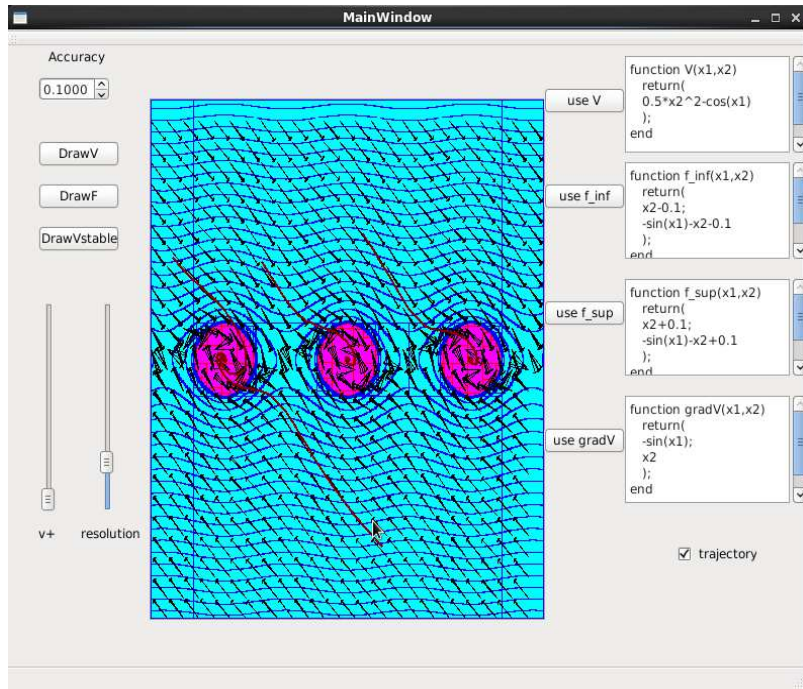 MainWindow
Accuracy
0.1000
DrawV
DrawF
DrawVstable
v+
resolution
use V
function V(x1,x2)
return(
0.5*x2^2-cos(x1)
);
end
use f_inf
function f_inf(x1,x2)
return(
x2-0.1;
-sin(x1)-x2-0.1
);
end
use f_sup
function f_sup(x1,x2)
return(
x2+0.1;
-sin(x1)-x2+0.1
);
end
use gradV
function gradV(x1,x2)
return(
-sin(x1);
x2
);
end
trajectory